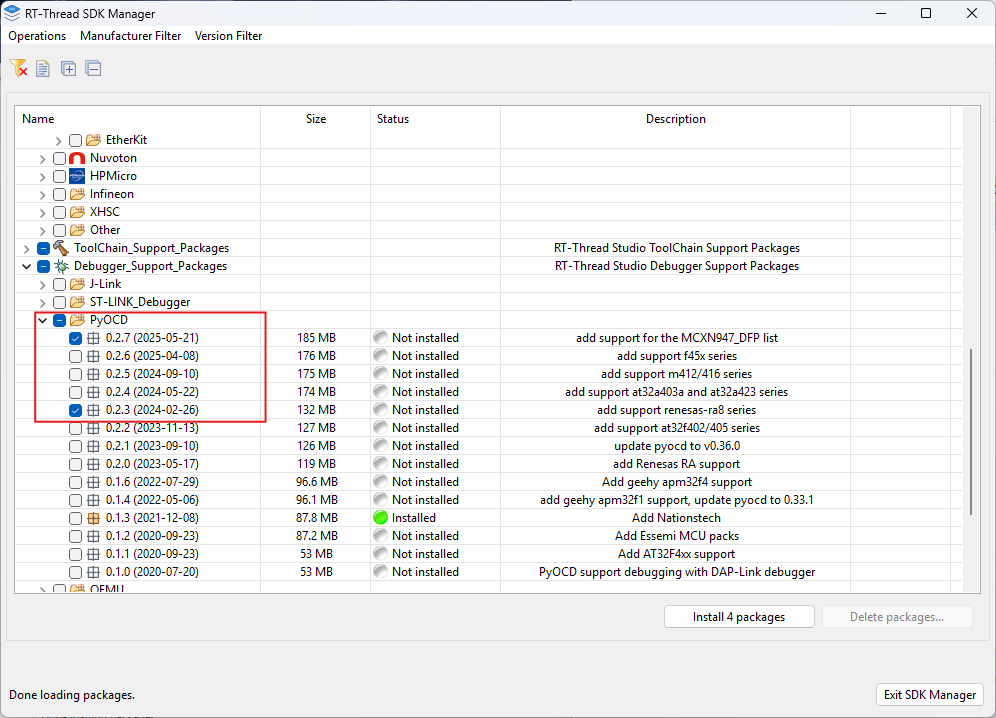 RT-Thread SDK Manager
Operations Manufacturer Filter Version Filter
Name Size Status Description
EtherKit
Nuvoton
HPMicro
Infineon
XHSC
Other
ToolChain_Support_Packages RT-Thread Studio ToolChain Support Packages
Debugger_Support_Packages RT-Thread Studio Debugger Support Packages
J-Link
ST-LINK_Debugger
PyOCD
0.2.7 (2025-05-21) 185 MB Not installed add support for the MCXN947_DFP list
0.2.6 (2025-04-08) 176 MB Not installed add support f45x series
0.2.5 (2024-09-10) 175 MB Not installed add support m412/416 series
0.2.4 (2024-05-22) 174 MB Not installed add support at32a403a and at32a423 series
0.2.3 (2024-02-26) 132 MB Not installed add support renesas-ra8 series
0.2.2 (2023-11-13) 127 MB Not installed add support at32f402/405 series
0.2.1 (2023-09-10) 126 MB Not installed update pyocd to v0.36.0
0.2.0 (2023-05-17) 119 MB Not installed add Renesas RA support
0.1.6 (2022-07-29) 96.6 MB Not installed Add geehy apm32f4 support
0.1.4 (2022-05-06) 96.1 MB Not installed add geehy apm32f1 support, update pyocd to 0.33.1
0.1.3 (2021-12-08) 87.8 MB Installed Add Nationstech
0.1.2 (2020-09-23) 87.2 MB Not installed Add Essemi MCU packs
0.1.1 (2020-09-23) 53 MB Not installed Add AT32F4xx support
0.1.0 (2020-07-20) 53 MB Not installed PyOCD support debugging with DAP-Link debugger
QEMU
Install 4 packages Delete packages...
Done loading packages. Exit SDK Manager